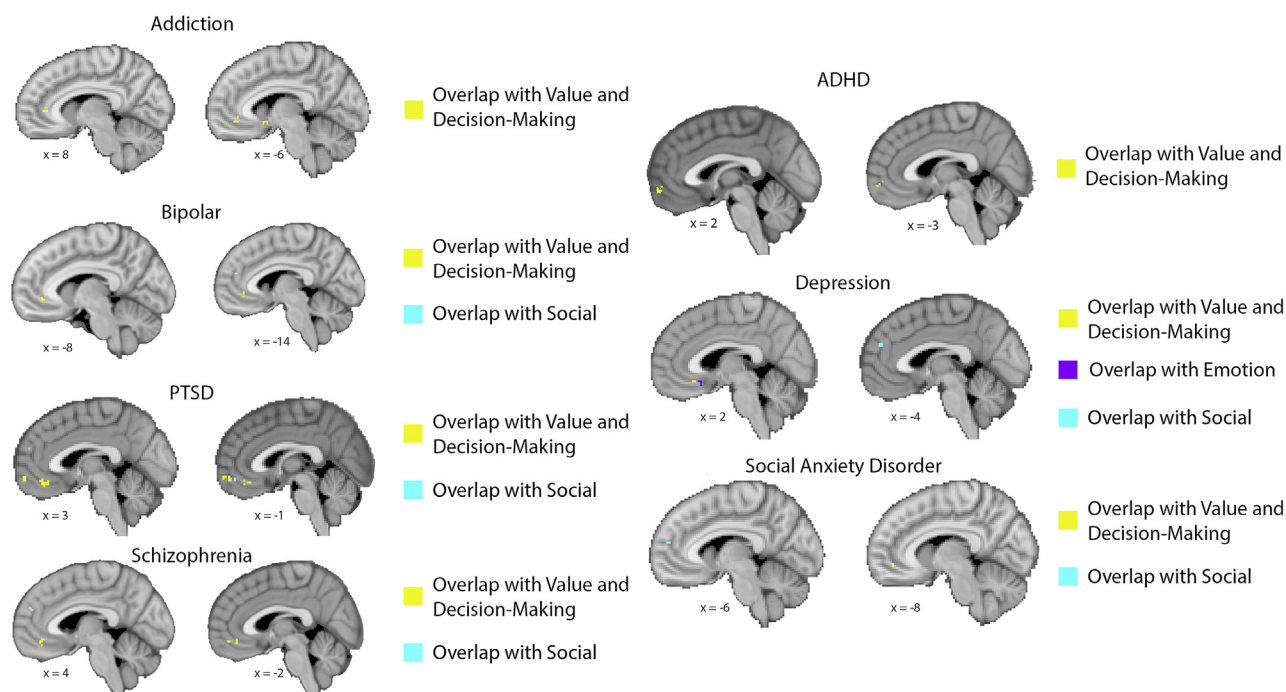 Addiction
x = 8
x = -6
Overlap with Value and
Decision-Making
Bipolar
x = -8
x = -14
Overlap with Value and
Decision-Making
Overlap with Social
PTSD
x = 3
x = -1
Overlap with Value and
Decision-Making
Overlap with Social
Schizophrenia
x = 4
x = -2
Overlap with Value and
Decision-Making
Overlap with Social
ADHD
x = 2
x = -3
Overlap with Value and
Decision-Making
Depression
x = 2
x = -4
Overlap with Value and
Decision-Making
Overlap with Emotion
Overlap with Social
Social Anxiety Disorder
x = -6
x = -8
Overlap with Value and
Decision-Making
Overlap with Social